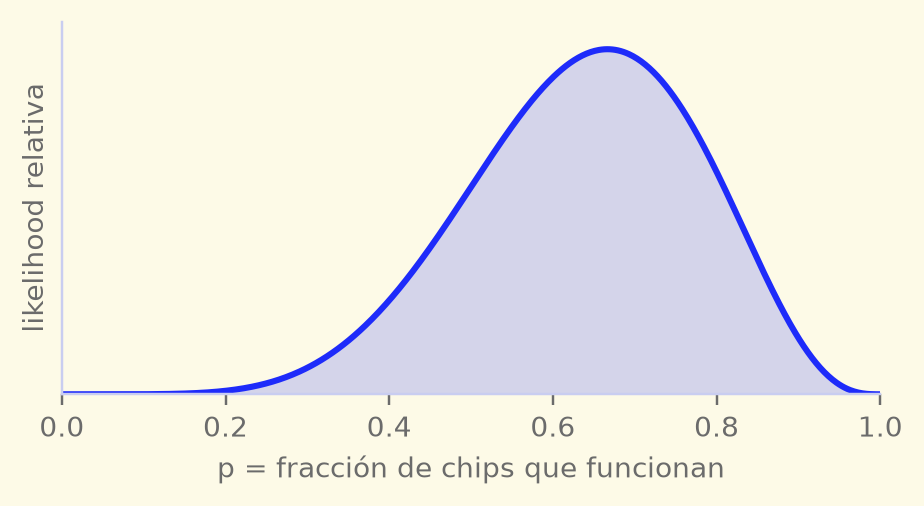 likelihood relativa
0.0 0.2 0.4 0.6 0.8 1.0
p = fracción de chips que funcionan